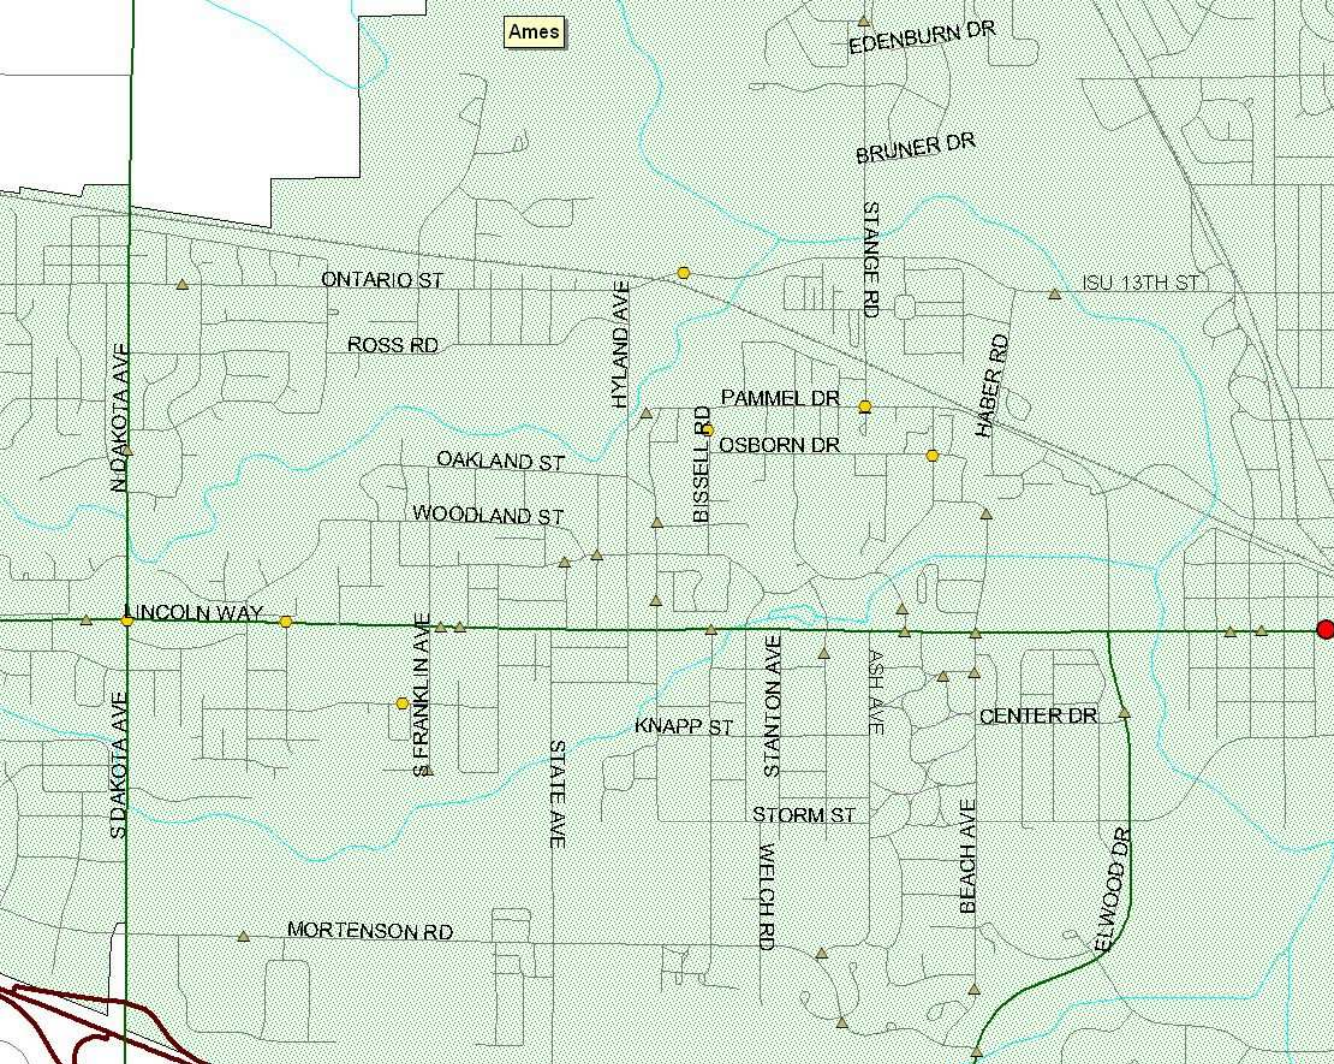 Ames
EDENBURN DR
BRUNER DR
STANGE RD
ONTARIO ST
HYLAND AVE
ISU 13TH ST
ROSS RD
N DAKOTA AVE
HABER RD
PAMMEL DR
BISSELL RD
OSBORN DR
OAKLAND ST
WOODLAND ST
LINCOLN WAY
S FRANKLIN AVE
STANTON AVE
ASH AVE
S DAKOTA AVE
KNAPP ST
CENTER DR
STATE AVE
STORM ST
BEACH AVE
WELCH RD
ELWOOD DR
MORTENSON RD